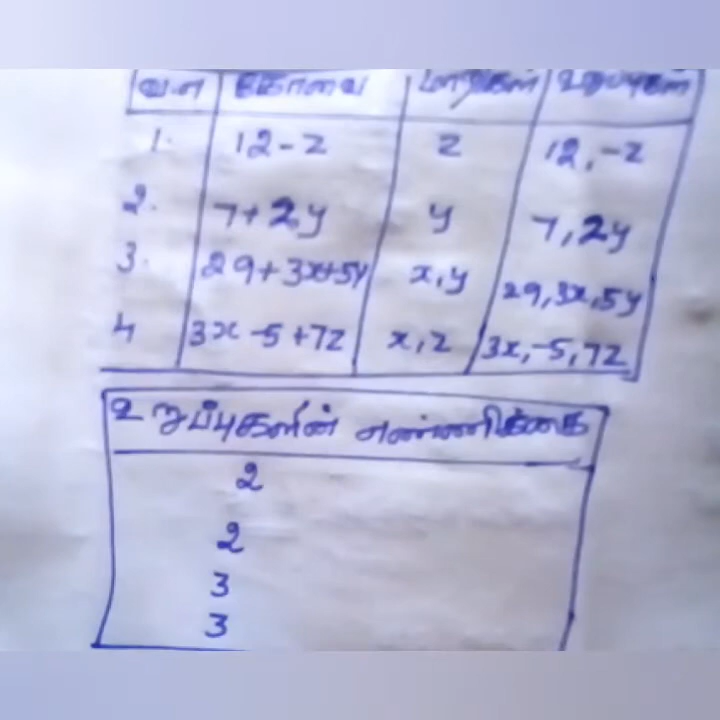 வ.எ கோவை மாறிகள் உறுப்புகள்
1. 12-z z 12,-z
2. 7+2y y 7,2y
3. 29+3x+5y x,y 29,3x,5y
4 3x-5+7z x,z 3x,-5,7z
உறுப்புகளின் எண்ணிக்கை
2
2
3
3